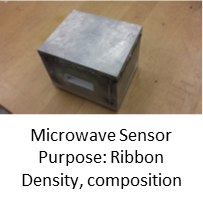 Microwave Sensor
Purpose: Ribbon
Density, composition